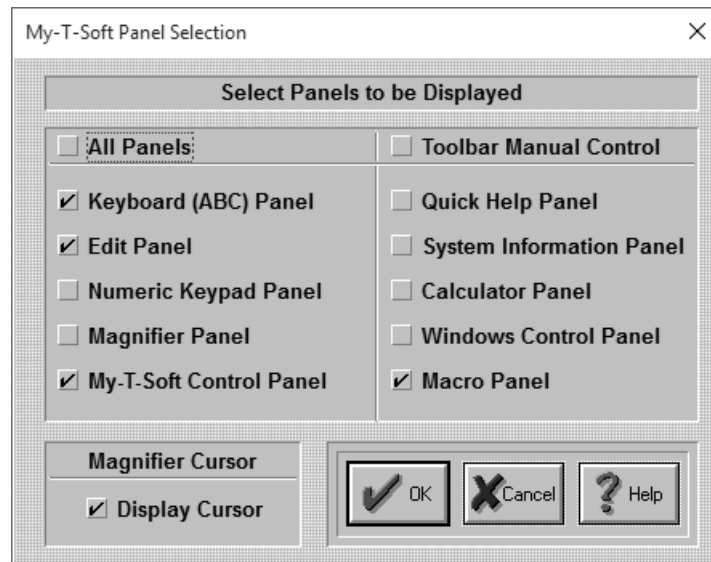 My-T-Soft Panel Selection
Select Panels to be Displayed
All Panels
Toolbar Manual Control
Keyboard (ABC) Panel
Quick Help Panel
Edit Panel
System Information Panel
Numeric Keypad Panel
Calculator Panel
Magnifier Panel
Windows Control Panel
My-T-Soft Control Panel
Macro Panel
Magnifier Cursor
Display Cursor
OK
Cancel
Help